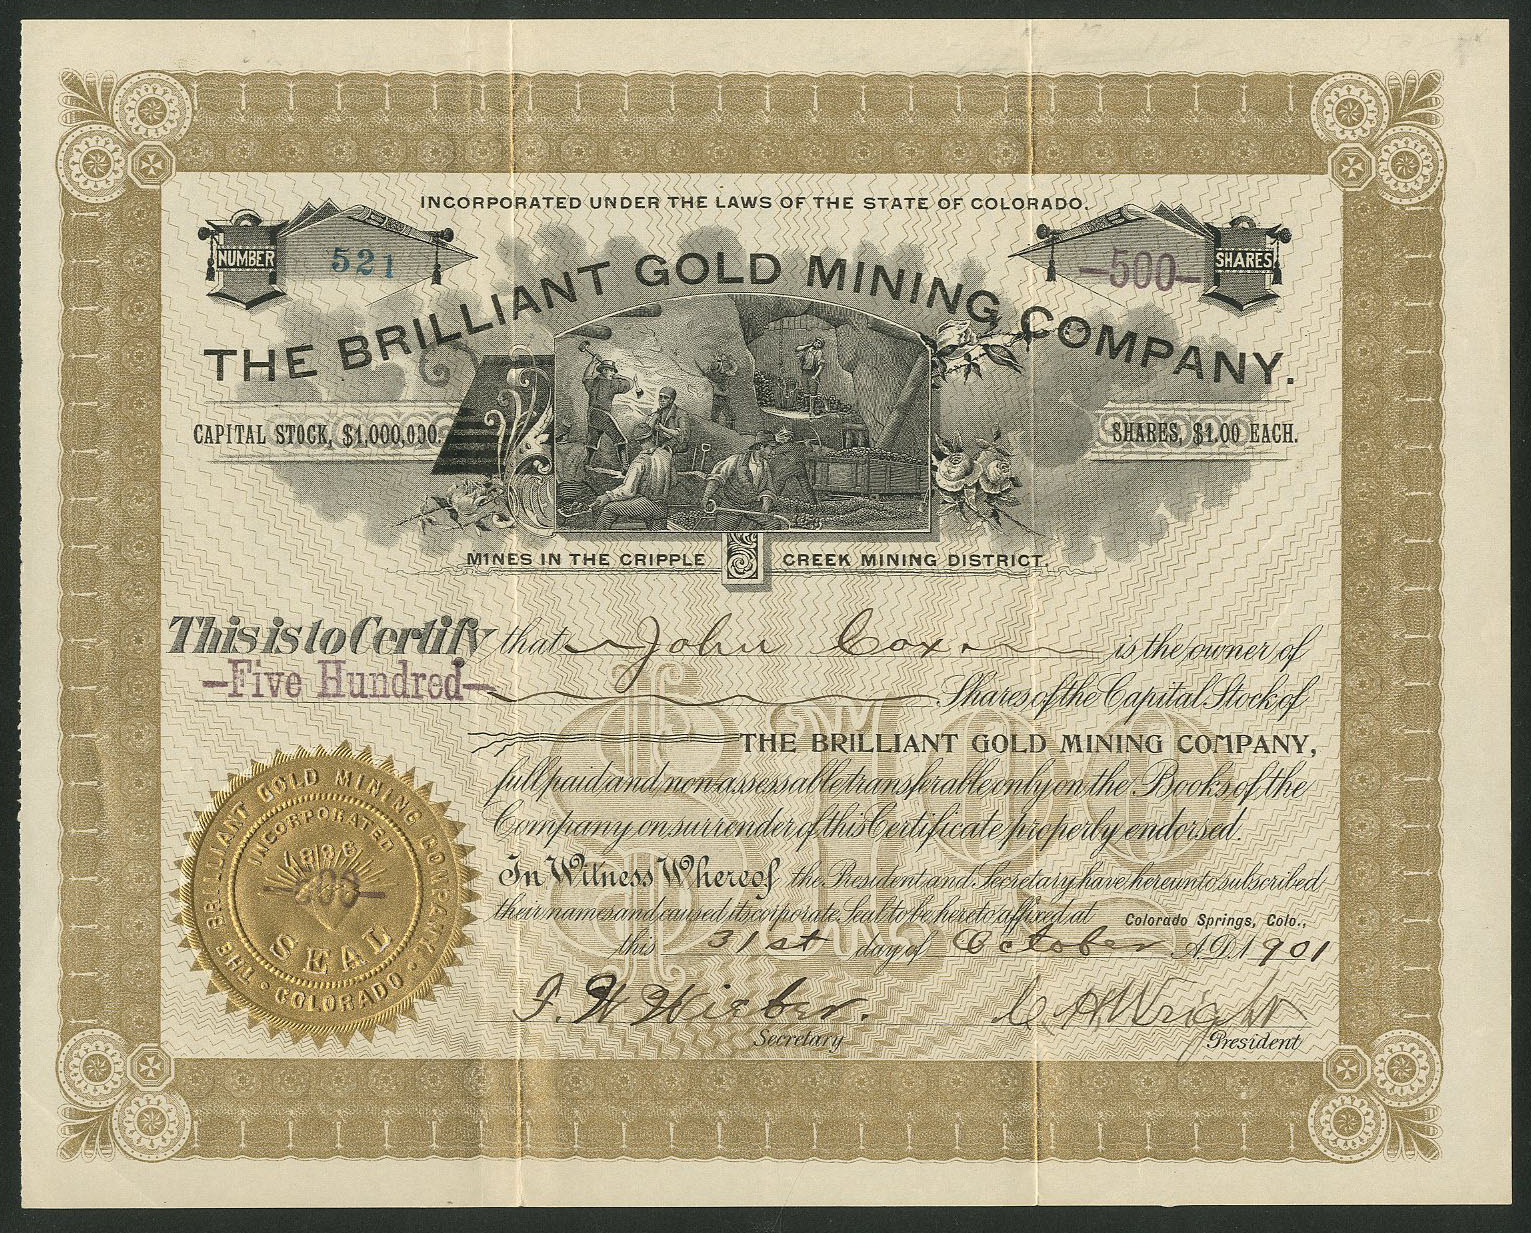 INCORPORATED UNDER THE LAWS OF THE STATE OF COLORADO.
NUMBER 521
-500- SHARES
THE BRILLIANT GOLD MINING COMPANY.
CAPITAL STOCK, $1,000,000.
SHARES, $1.00 EACH.
MINES IN THE CRIPPLE CREEK MINING DISTRICT.
This is to Certify that John Cox is the owner of
-Five Hundred- Shares of the Capital Stock of
THE BRILLIANT GOLD MINING COMPANY,
full paid and non assessable transferable only on the Books of the
Company on surrender of this Certificate properly endorsed.
In Witness Whereof the President and Secretary have hereunto subscribed
their names and caused its corporate Seal to be hereto affixed at Colorado Springs, Colo.,
this 31st day of October A.D. 1901
C H Wright
Secretary
President
$1.00
THE BRILLIANT GOLD MINING COMPANY
INCORPORATED
1896
SEAL
COLORADO